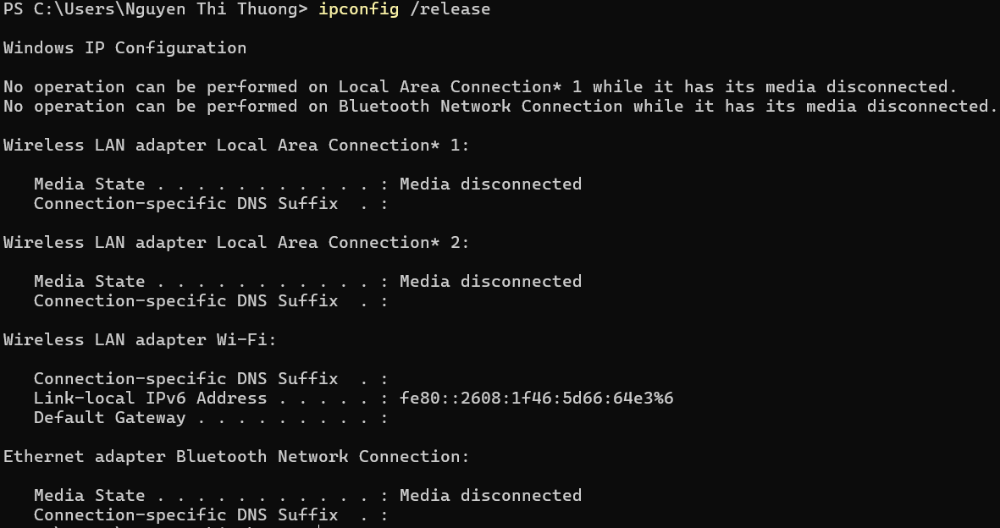 PS C:\Users\Nguyen Thi Thuong> ipconfig /release
Windows IP Configuration
No operation can be performed on Local Area Connection* 1 while it has its media disconnected.
No operation can be performed on Bluetooth Network Connection while it has its media disconnected.
Wireless LAN adapter Local Area Connection* 1:
Media State . . . . . . . . . . . : Media disconnected
Connection-specific DNS Suffix  . :
Wireless LAN adapter Local Area Connection* 2:
Media State . . . . . . . . . . . : Media disconnected
Connection-specific DNS Suffix  . :
Wireless LAN adapter Wi-Fi:
Connection-specific DNS Suffix  . :
Link-local IPv6 Address . . . . . : fe80::2608:1f46:5d66:64e3%6
Default Gateway . . . . . . . . . :
Ethernet adapter Bluetooth Network Connection:
Media State . . . . . . . . . . . : Media disconnected
Connection-specific DNS Suffix  . :